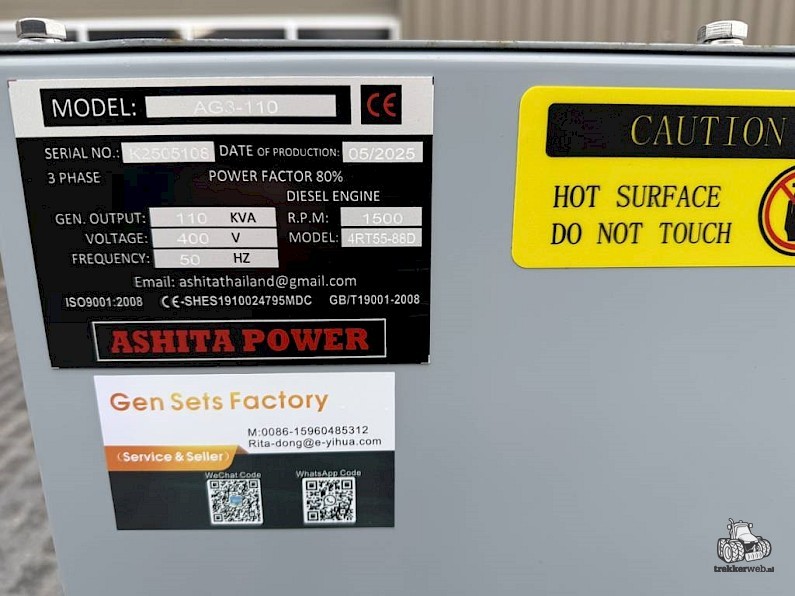 MODEL: AG3-110
CE
SERIAL NO.: K2505108 DATE OF PRODUCTION: 05/2025
3 PHASE POWER FACTOR 80%
DIESEL ENGINE
GEN. OUTPUT: 110 KVA R.P.M: 1500
VOLTAGE: 400 V MODEL: 4RT55-88D
FREQUENCY: 50 HZ
Email: ashitathailand@gmail.com
ISO9001:2008 CE-SHES1910024795MDC GB/T19001-2008
ASHITA POWER
Gen Sets Factory
M:0086-15960485312
Rita-dong@e-yihua.com
(Service & Seller)
WeChat Code WhatsApp Code
CAUTION
HOT SURFACE
DO NOT TOUCH
trekkerweb.nl